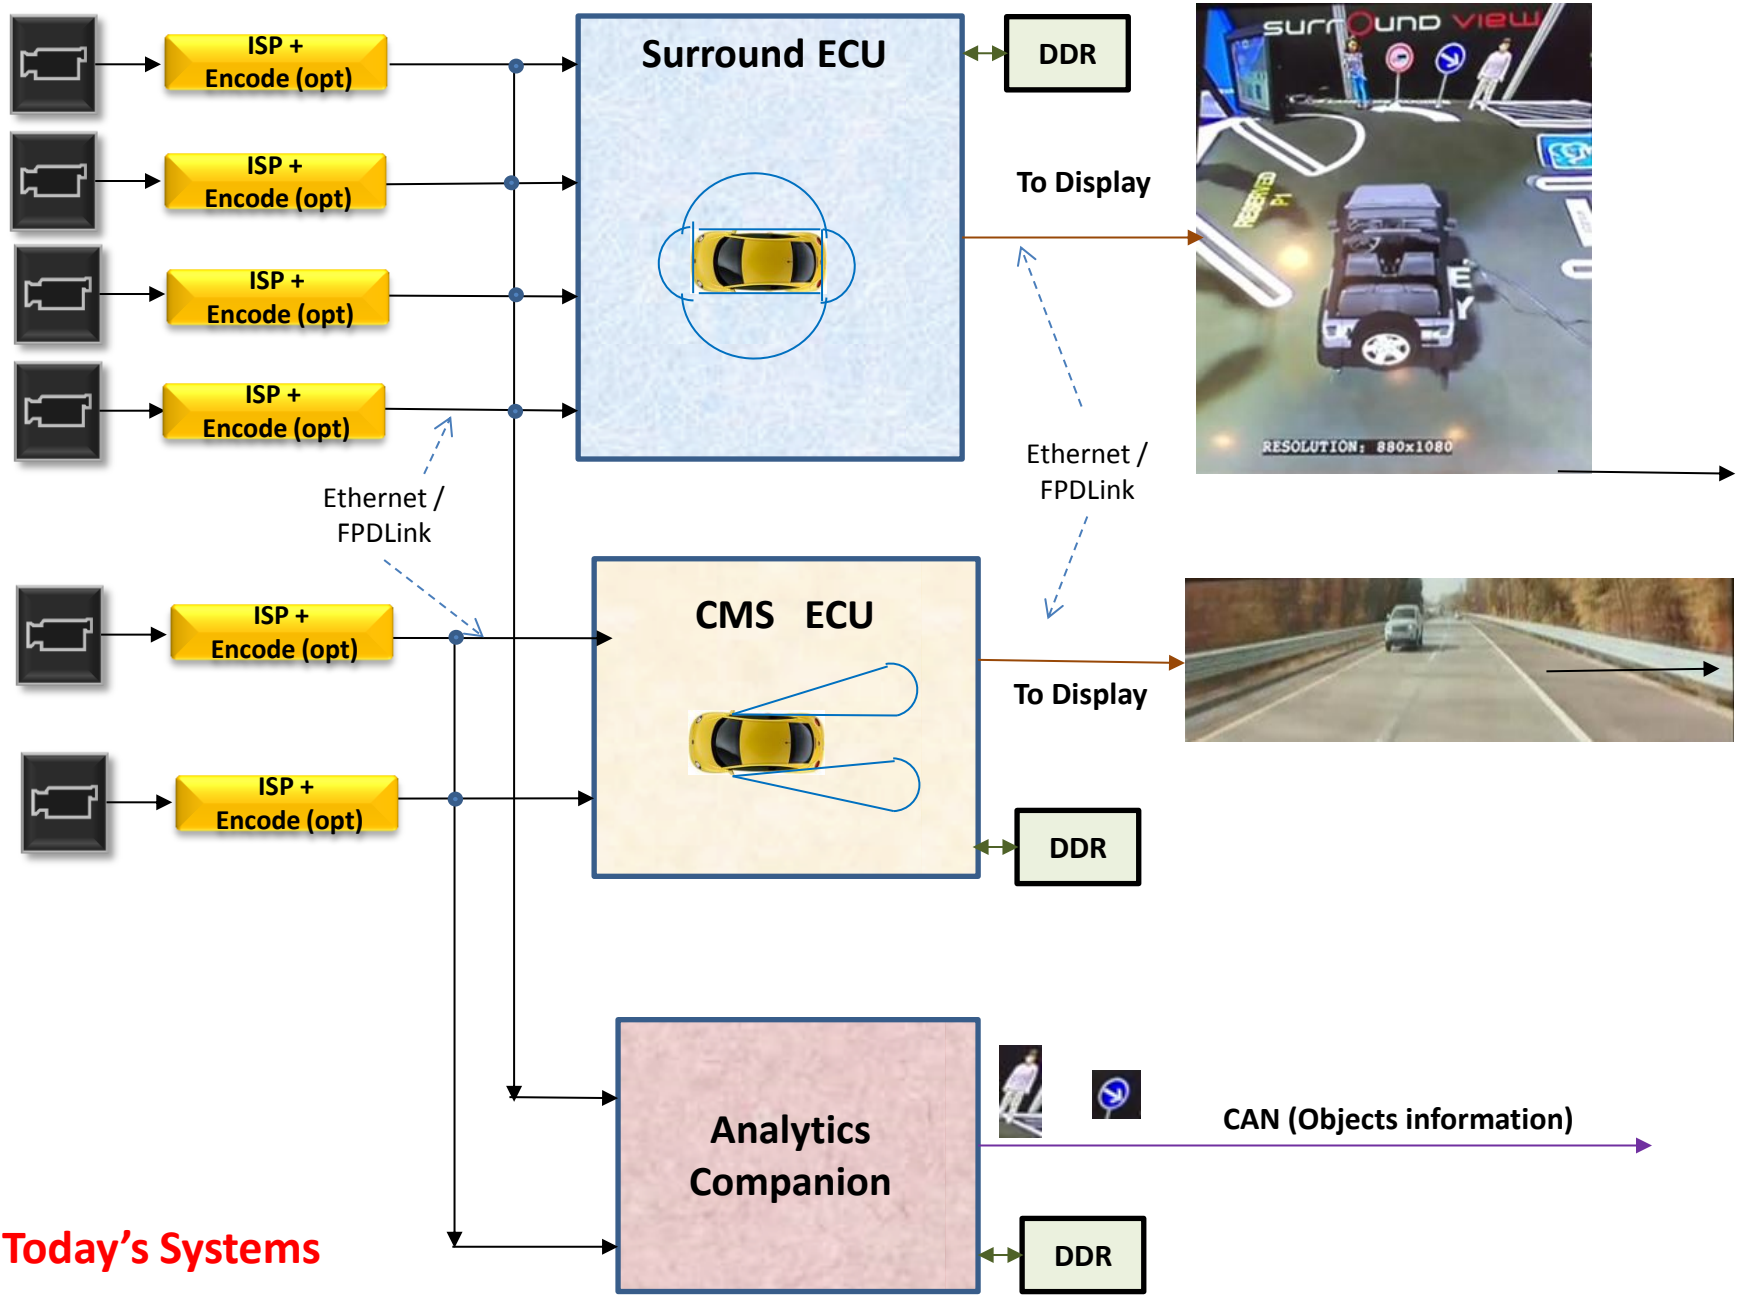 ISP +
Encode (opt)
Surround ECU
DDR
surround view
ISP +
Encode (opt)
To Display
RESERVED
P1
ISP +
Encode (opt)
E
Y
ISP +
Encode (opt)
RESOLUTION: 880x1080
Ethernet /
FPDLink
Ethernet /
FPDLink
ISP +
Encode (opt)
CMS ECU
To Display
ISP +
Encode (opt)
DDR
Analytics
Companion
CAN (Objects information)
Today's Systems
DDR